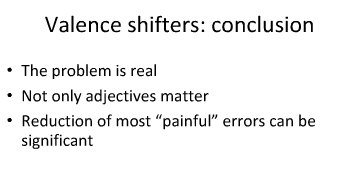 Valence shifters: conclusion
• The problem is real
• Not only adjectives matter
• Reduction of most “painful” errors can be
significant